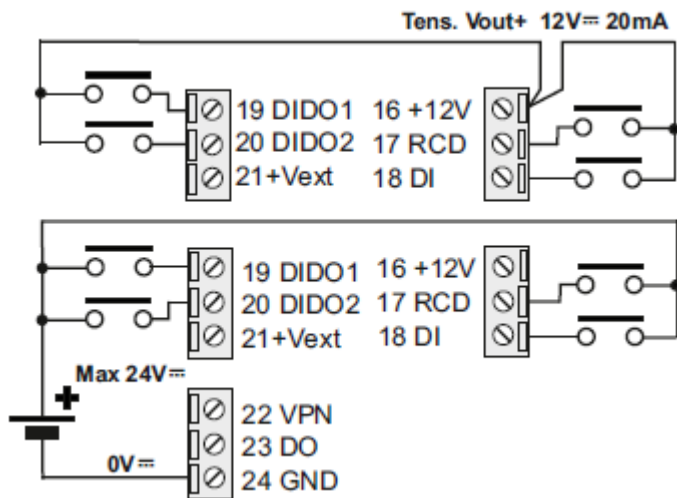 Tens. Vout+ 12V⎓ 20mA
19 DIDO1
20 DIDO2
21+Vext
16 +12V
17 RCD
18 DI
19 DIDO1
20 DIDO2
21+Vext
16 +12V
17 RCD
18 DI
Max 24V⎓
+
22 VPN
23 DO
24 GND
0V⎓